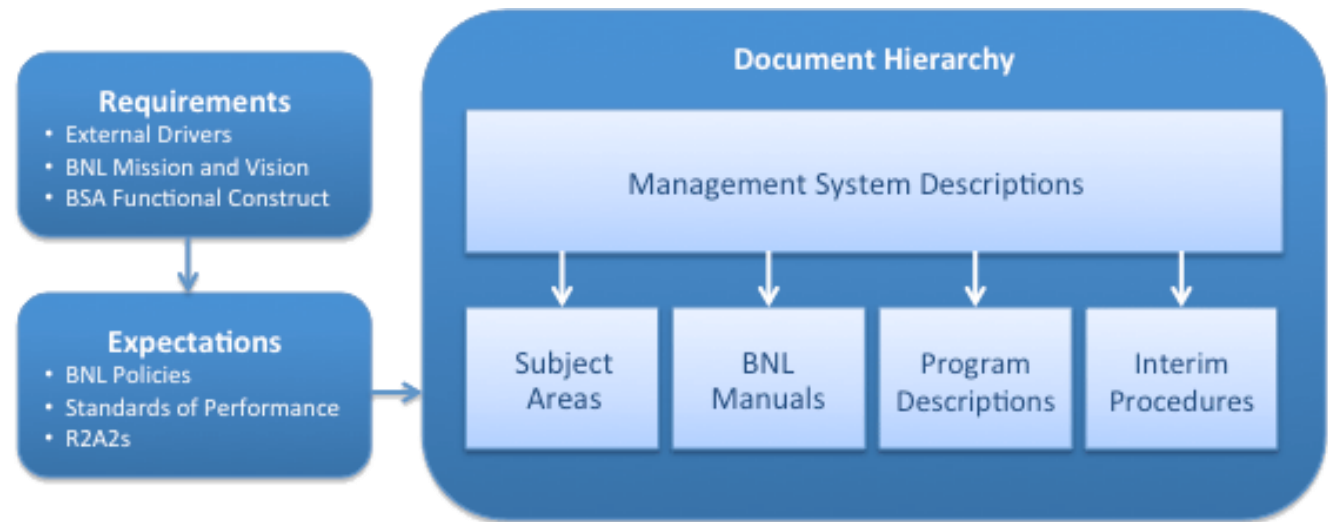 Requirements
• External Drivers
• BNL Mission and Vision
• BSA Functional Construct
Expectations
• BNL Policies
• Standards of Performance
• R2A2s
Document Hierarchy
Management System Descriptions
Subject
Areas
BNL
Manuals
Program
Descriptions
Interim
Procedures